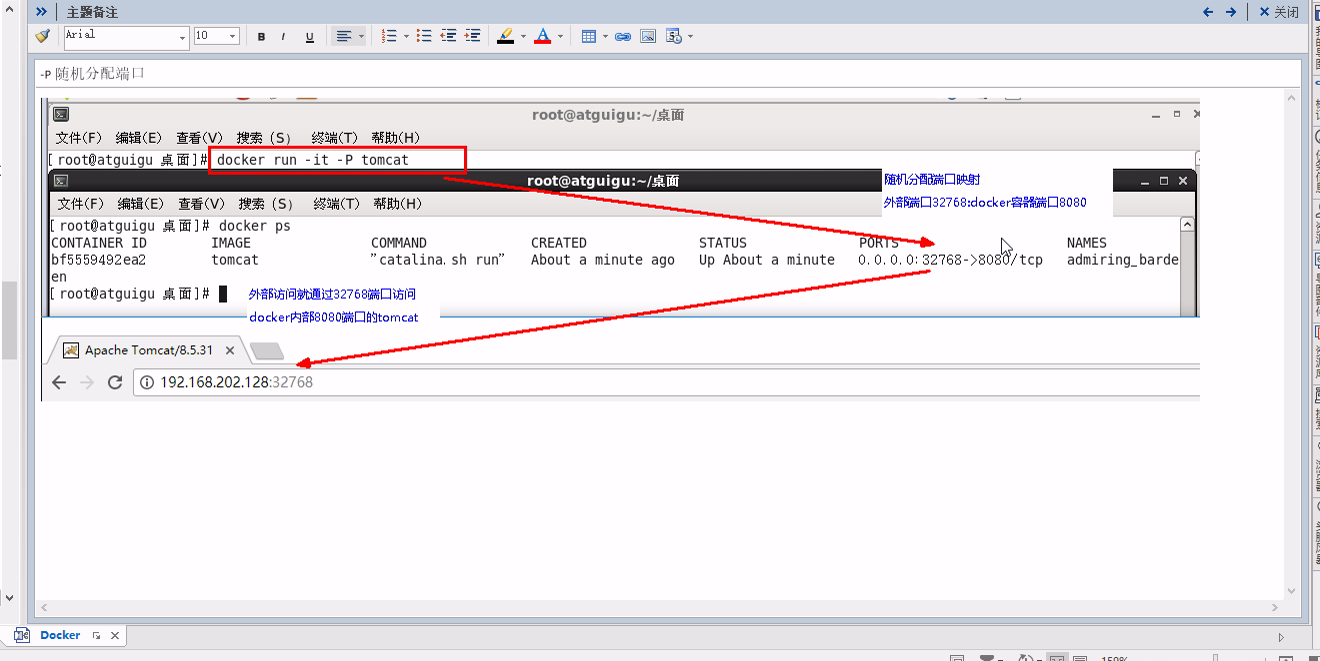 主题备注
关闭
Arial
10
B I U
-P 随机分配端口
root@atguigu:~/桌面
文件(F) 编辑(E) 查看(V) 搜索 (S) 终端(T) 帮助(H)
[root@atguigu 桌面]# docker run -it -P tomcat
root@atguigu:~/桌面
随机分配端口映射
外部端口32768:docker容器端口8080
文件(F) 编辑(E) 查看(V) 搜索 (S) 终端(T) 帮助(H)
[root@atguigu 桌面]# docker ps
CONTAINER ID IMAGE COMMAND CREATED STATUS PORTS NAMES
bf5559492ea2 tomcat "catalina.sh run" About a minute ago Up About a minute 0.0.0.0:32768->8080/tcp admiring_barde
en
[root@atguigu 桌面]#
外部访问就通过32768端口访问
docker内部8080端口的tomcat
Apache Tomcat/8.5.31
192.168.202.128:32768
Docker